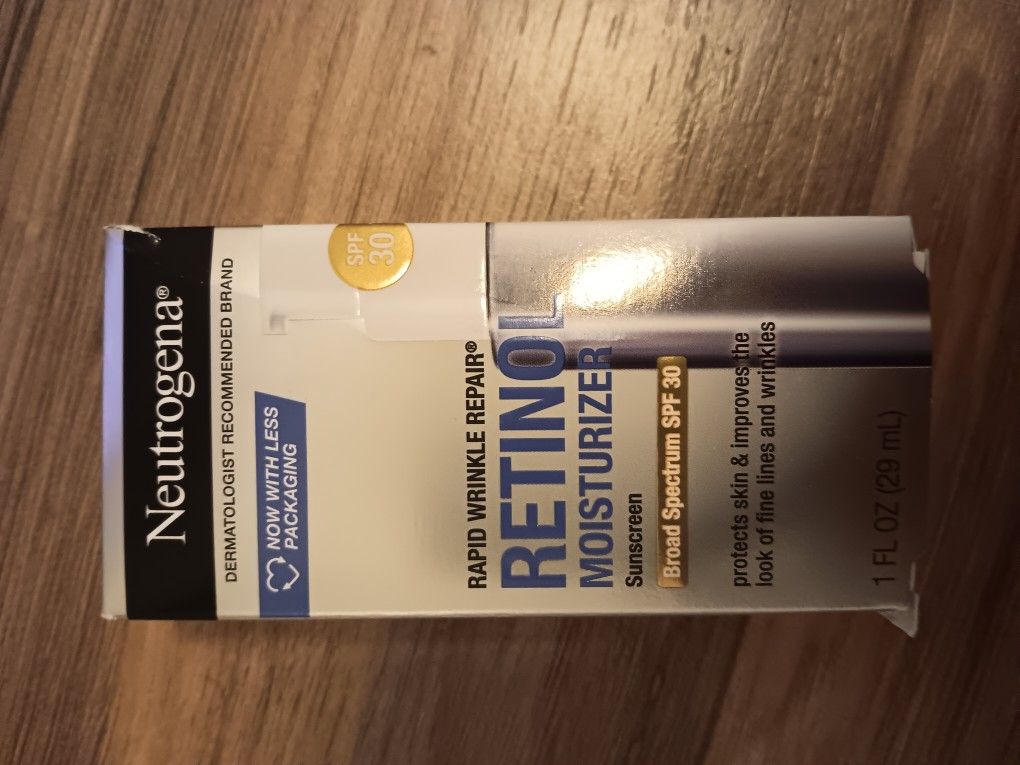 Neutrogena®
DERMATOLOGIST RECOMMENDED BRAND
NOW WITH LESS
PACKAGING
SPF
30
RAPID WRINKLE REPAIR®
RETINOL
MOISTURIZER
Sunscreen
Broad Spectrum SPF 30
protects skin & improves the
look of fine lines and wrinkles
1 FL OZ (29 mL)